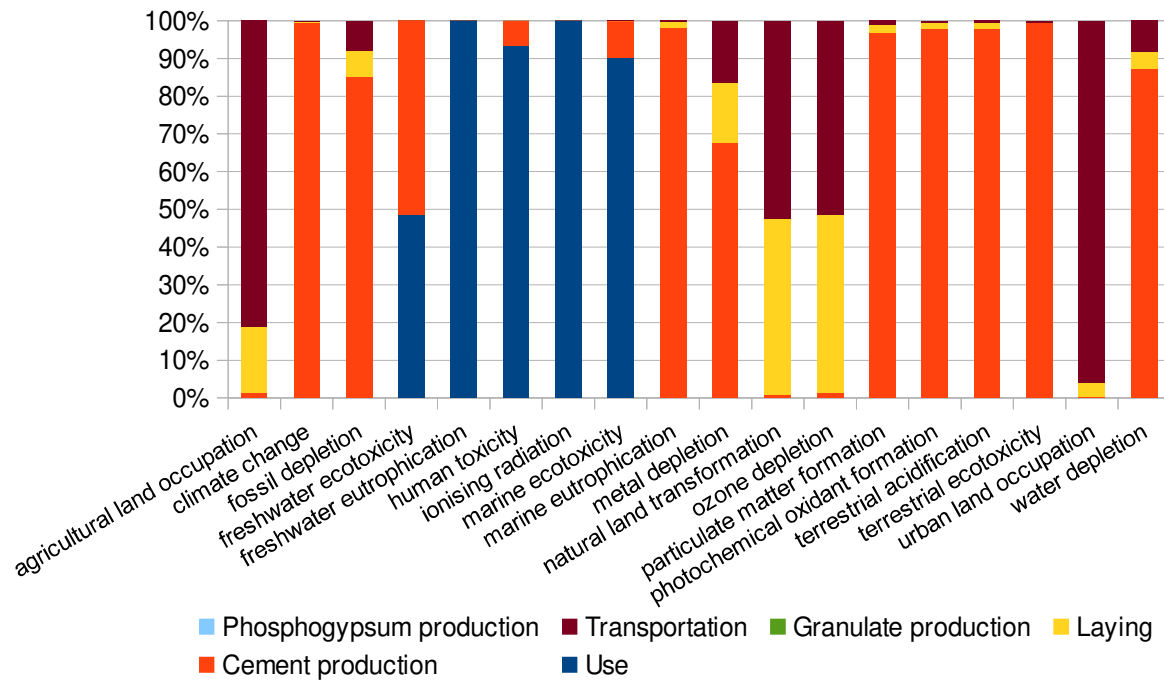 100%
90%
80%
70%
60%
50%
40%
30%
20%
10%
0%
agricultural land occupation
climate change
fossil depletion
freshwater ecotoxicity
freshwater eutrophication
human toxicity
ionising radiation
marine ecotoxicity
marine eutrophication
metal depletion
natural land transformation
ozone depletion
particulate matter formation
photochemical oxidant formation
terrestrial acidification
terrestrial ecotoxicity
urban land occupation
water depletion
Phosphogypsum production Transportation Granulate production Laying
Cement production Use